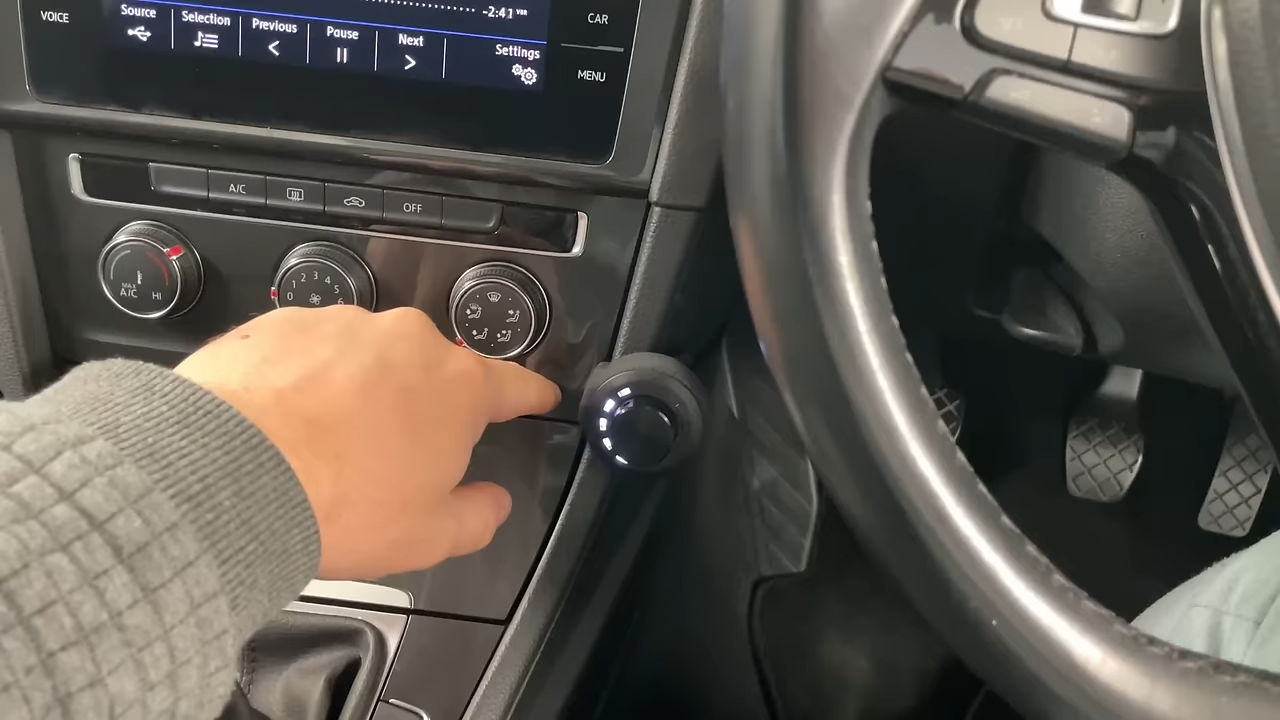 -2:41 VBR
VOICE
Source
Selection
Previous
Pause
Next
Settings
CAR
MENU
A/C
OFF
MAX
A/C
HI
0 1 2 3 4 5 6